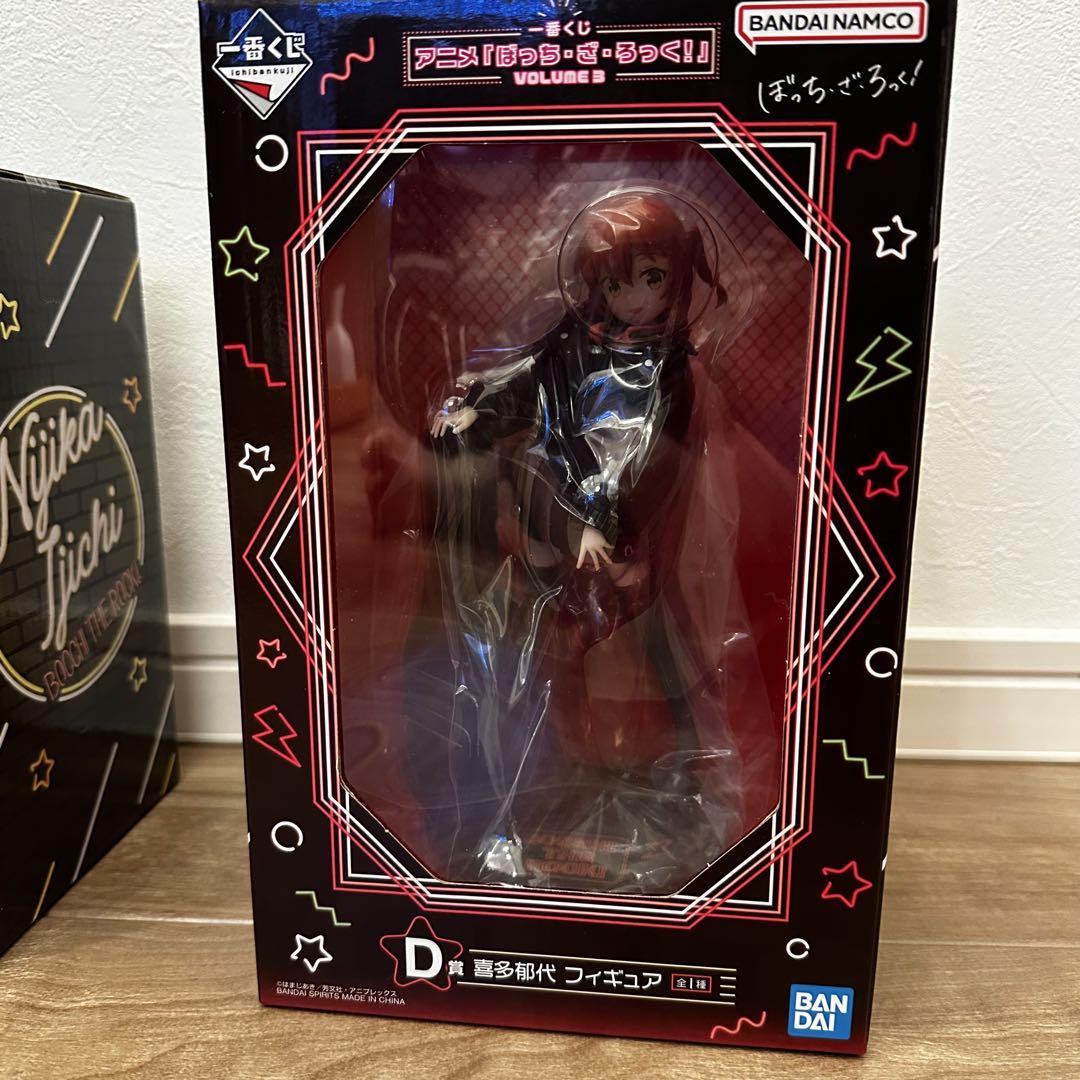 一番くじ
ichibankuji
一番くじ
アニメ「ぼっち・ざ・ろっく!」
VOLUME 3
BANDAI NAMCO
ぼっち・ざ・ろっく!
Nijika
Ijichi
BOCCHI THE ROCK!
D賞 喜多郁代 フィギュア 全1種
©はまじあき/芳文社・アニプレックス
BANDAI SPIRITS MADE IN CHINA
BAN
DAI